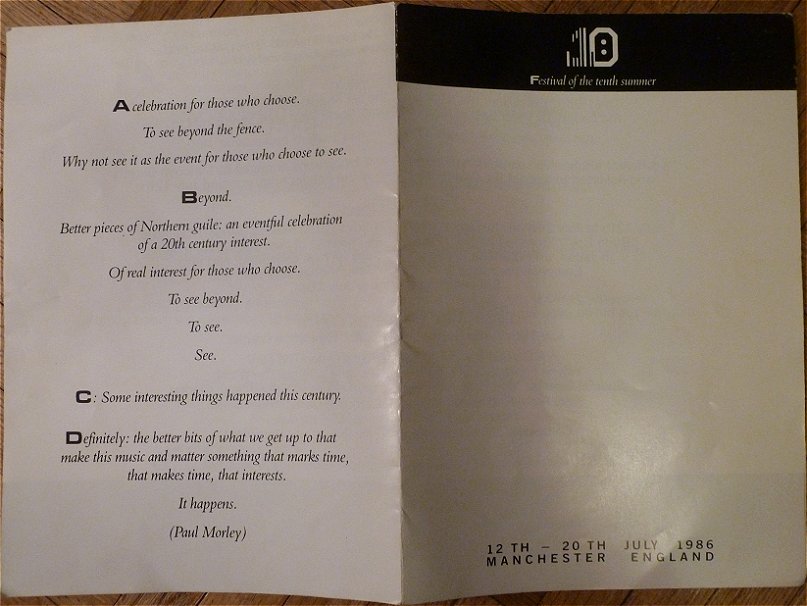 A celebration for those who choose.
To see beyond the fence.
Why not see it as the event for those who choose to see.
Beyond.
Better pieces of Northern guile: an eventful celebration
of a 20th century interest.
Of real interest for those who choose.
To see beyond.
To see.
See.
C: Some interesting things happened this century.
Definitely: the better bits of what we get up to that
make this music and matter something that marks time,
that makes time, that interests.
It happens.
(Paul Morley)
10
Festival of the tenth summer
12 TH – 20 TH JULY 1986
MANCHESTER ENGLAND